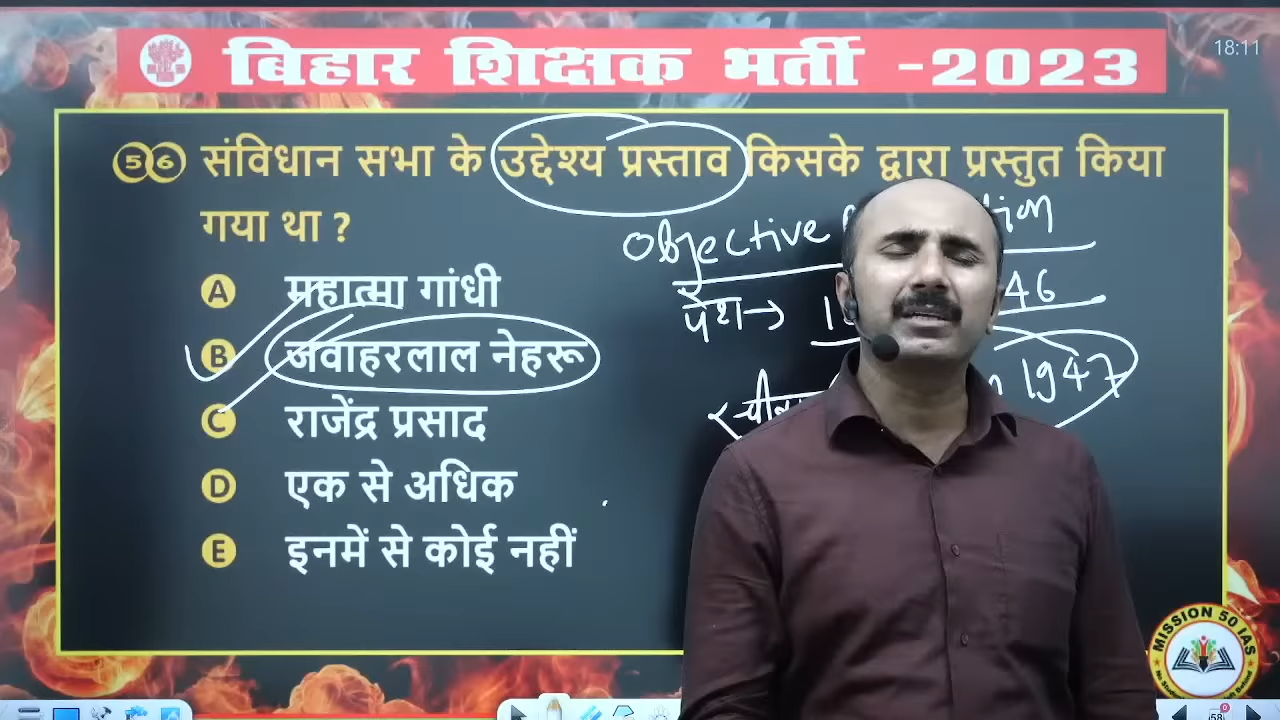 18:11
बिहार शिक्षक भर्ती -2023
56 संविधान सभा के उद्देश्य प्रस्ताव किसके द्वारा प्रस्तुत किया
गया था ?
Objective
A महात्मा गांधी
पेश→ 46
B जवाहरलाल नेहरू
1947
C राजेंद्र प्रसाद
D एक से अधिक
E इनमें से कोई नहीं
MISSION 50 IAS
58